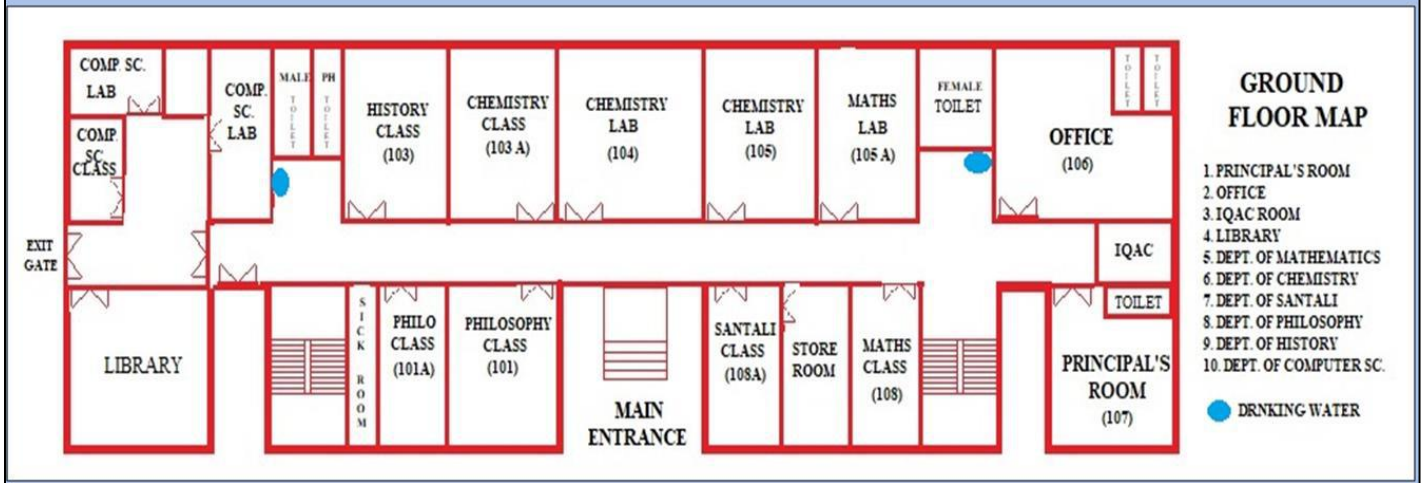 COMP. SC.
LAB
COMP.
SC.
CLASS
COMP.
SC.
LAB
MALE
TOILET
PH
TOILET
HISTORY
CLASS
(103)
CHEMISTRY
CLASS
(103 A)
CHEMISTRY
LAB
(104)
CHEMISTRY
LAB
(105)
MATHS
LAB
(105 A)
FEMALE
TOILET
OFFICE
(106)
TOILET
TOILET
EXIT
GATE
IQAC
LIBRARY
SICK ROOM
PHILO
CLASS
(101A)
PHILOSOPHY
CLASS
(101)
MAIN
ENTRANCE
SANTALI
CLASS
(108A)
STORE
ROOM
MATHS
CLASS
(108)
TOILET
PRINCIPAL'S
ROOM
(107)
GROUND
FLOOR MAP
1. PRINCIPAL'S ROOM
2. OFFICE
3. IQAC ROOM
4. LIBRARY
5. DEPT. OF MATHEMATICS
6. DEPT. OF CHEMISTRY
7. DEPT. OF SANTALI
8. DEPT. OF PHILOSOPHY
9. DEPT. OF HISTORY
10. DEPT. OF COMPUTER SC.
DRNKING WATER